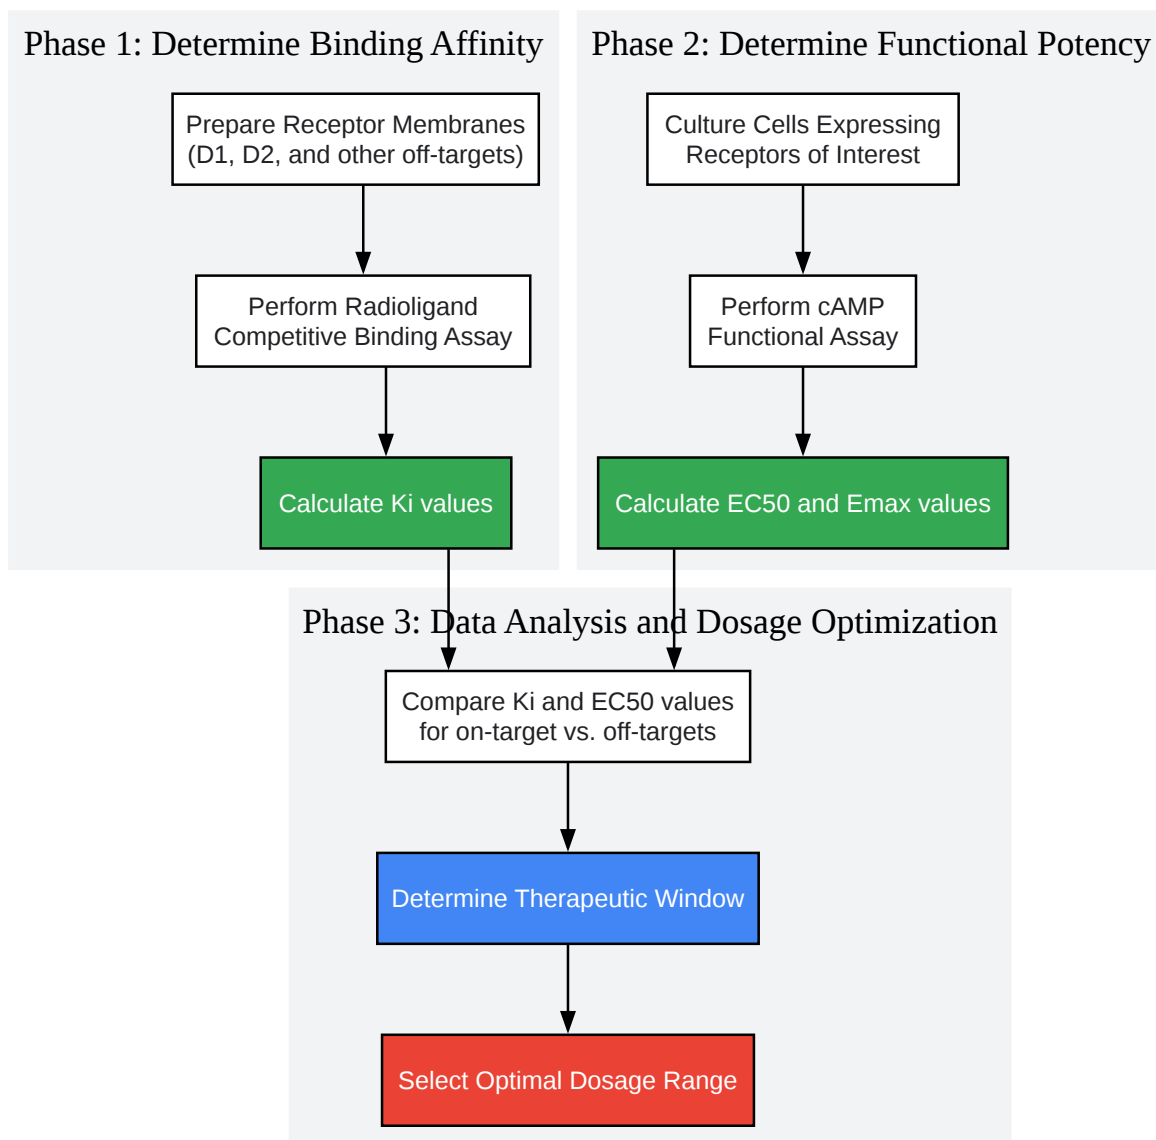 Phase 1: Determine Binding Affinity
Prepare Receptor Membranes
(D1, D2, and other off-targets)
Perform Radioligand
Competitive Binding Assay
Calculate Ki values
Phase 2: Determine Functional Potency
Culture Cells Expressing
Receptors of Interest
Perform cAMP
Functional Assay
Calculate EC50 and Emax values
Phase 3: Data Analysis and Dosage Optimization
Compare Ki and EC50 values
for on-target vs. off-targets
Determine Therapeutic Window
Select Optimal Dosage Range